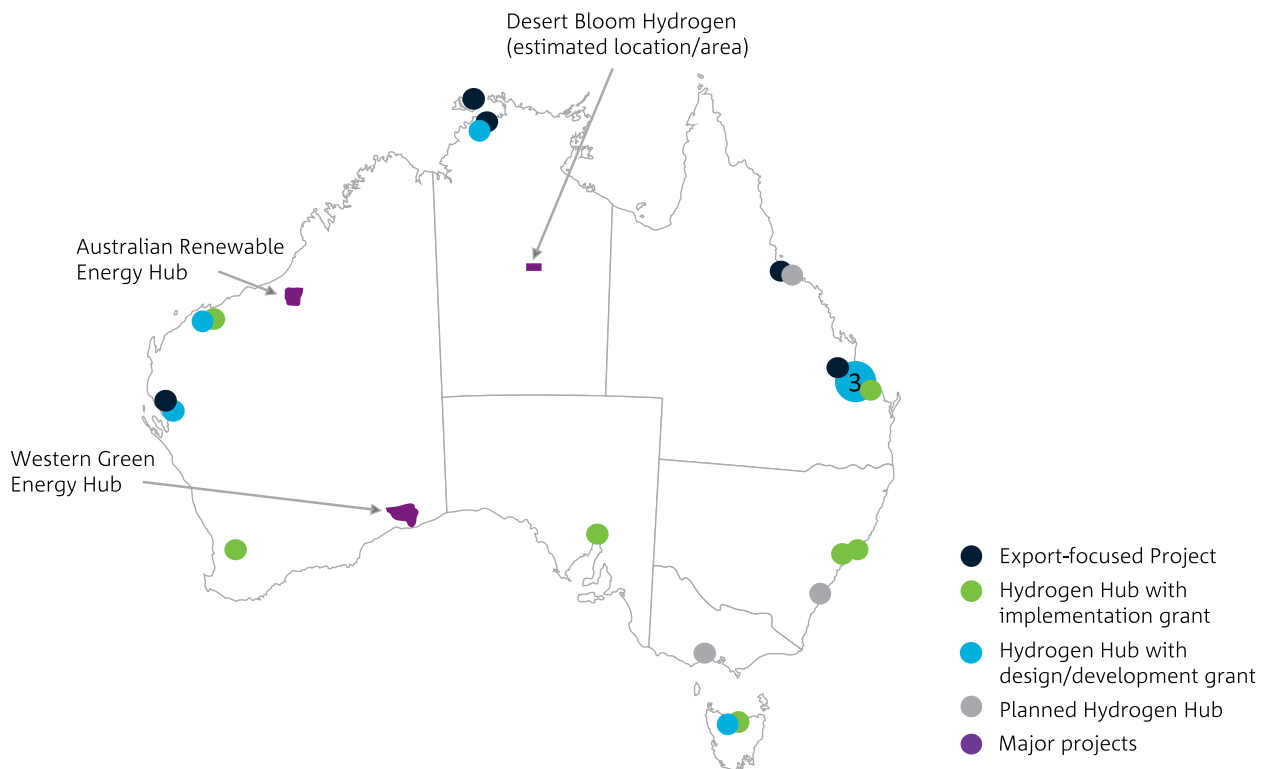 Desert Bloom Hydrogen
(estimated location/area)
Australian Renewable
Energy Hub
3
Western Green
Energy Hub
Export-focused Project
Hydrogen Hub with
implementation grant
Hydrogen Hub with
design/development grant
Planned Hydrogen Hub
Major projects